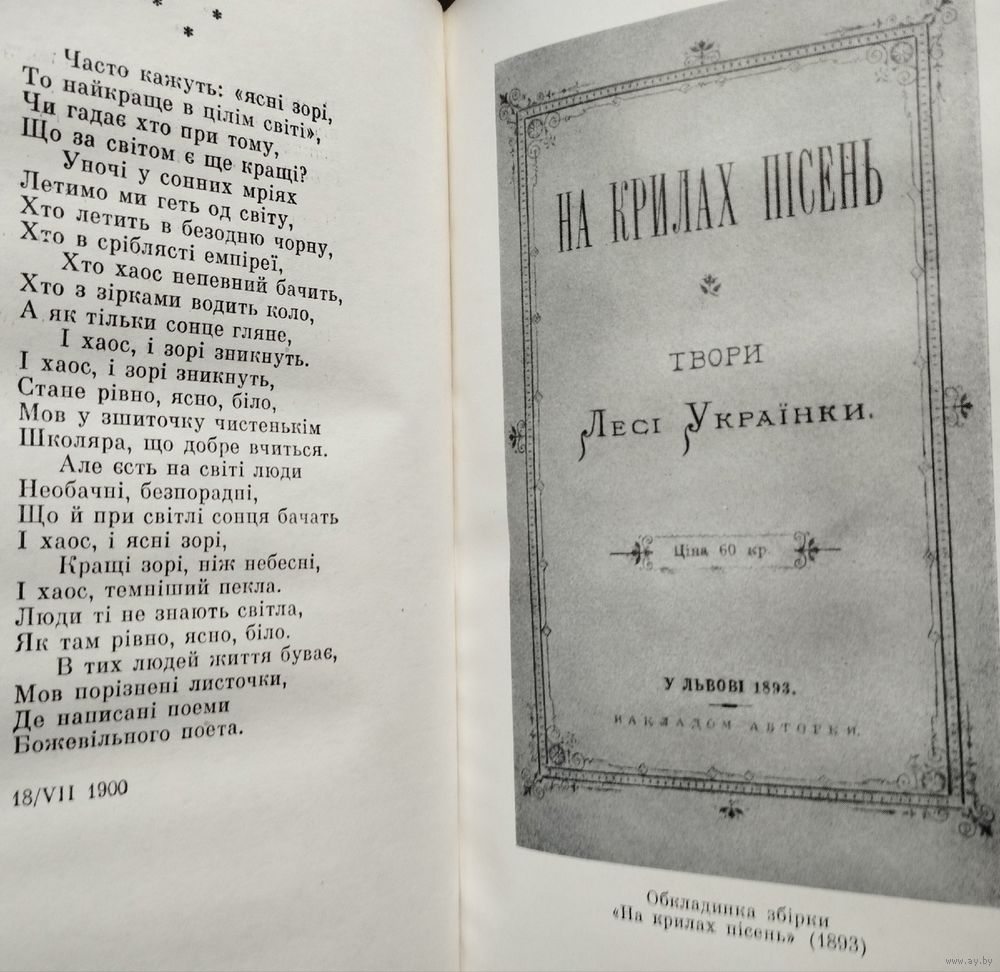 * *
*
Часто кажуть: «ясні зорі,
То найкраще в цілім світі»,
Чи гадає хто при тому,
Що за світом є ще кращі?
Уночі у сонних мріях
Летимо ми геть од світу,
Хто летить в безодню чорну,
Хто в сріблясті емпіреї,
Хто хаос непевний бачить,
Хто з зірками водить коло,
А як тільки сонце гляне,
І хаос, і зорі зникнуть.
І хаос, і зорі зникнуть,
Стане рівно, ясно, біло,
Мов у зшиточку чистенькім
Школяра, що добре вчиться.
Але єсть на світі люди
Необачні, безпорадні,
Що й при світлі сонця бачать
І хаос, і ясні зорі,
Кращі зорі, ніж небесні,
І хаос, темніший пекла.
Люди ті не знають світла,
Як там рівно, ясно, біло.
В тих людей життя буває,
Мов порізнені листочки,
Де написані поеми
Божевільного поета.
18/VII 1900
НА КРИЛАХ ПІСЕНЬ
ТВОРИ
ЛЕСІ УКРАЇНКИ.
Ціна 60 кр.
У ЛЬВОВІ 1893.
НАКЛАДОМ АВТОРКИ.
Обкладинка збірки
«На крилах пісень» (1893)
www.ay.by